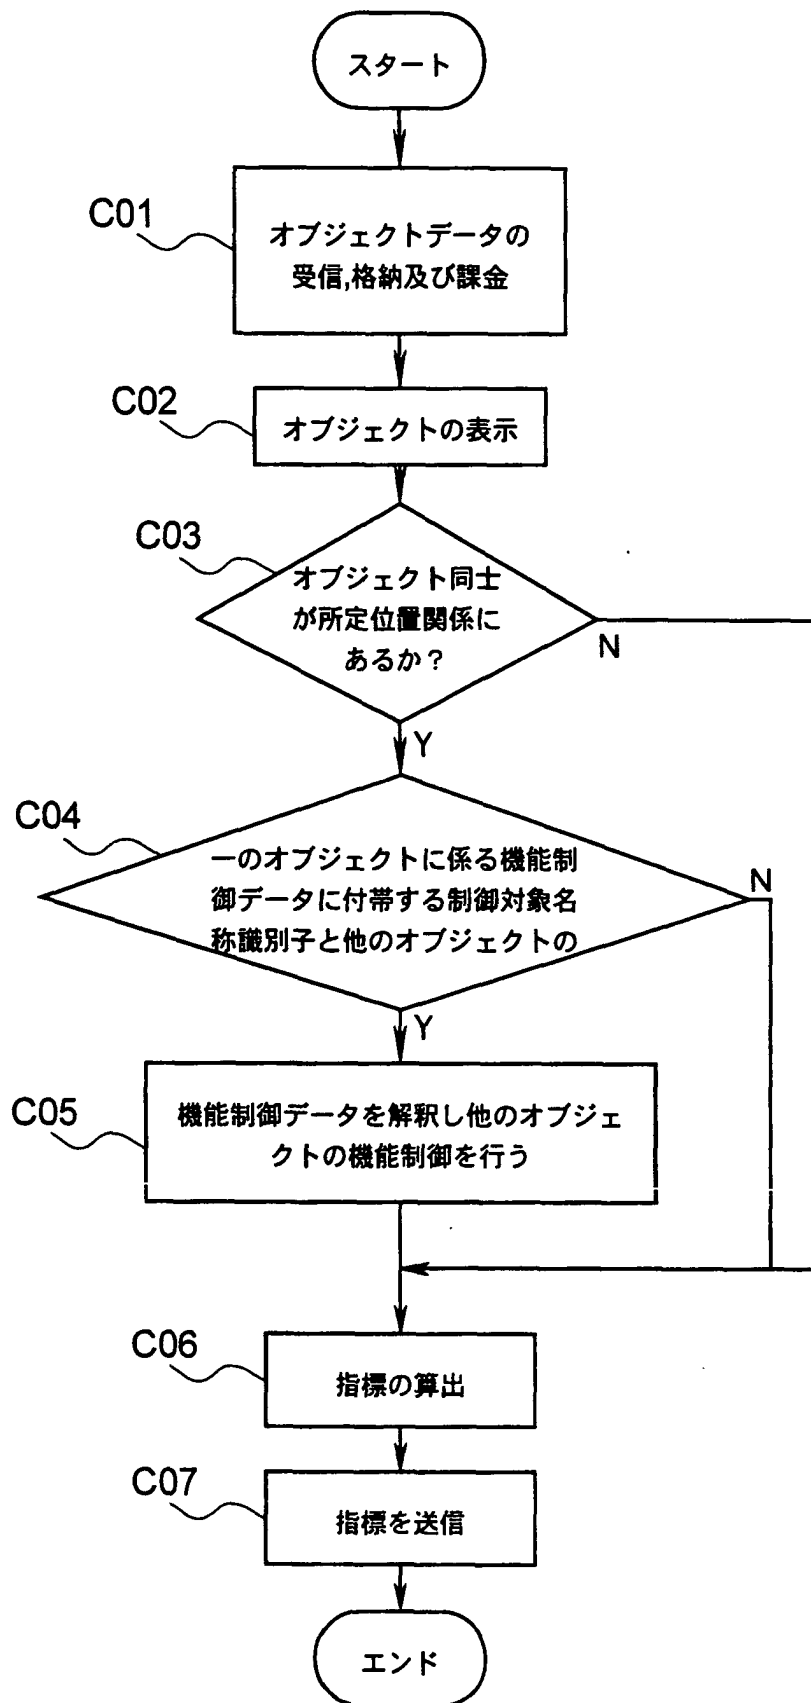 スタート
C01
オブジェクトデータの
受信,格納及び課金
C02
オブジェクトの表示
C03
オブジェクト同士
が所定位置関係に
あるか?
N
Y
C04
一のオブジェクトに係る機能制
御データに付帯する制御対象名
称識別子と他のオブジェクトの
N
Y
C05
機能制御データを解釈し他のオブジェ
クトの機能制御を行う
C06
指標の算出
C07
指標を送信
エンド